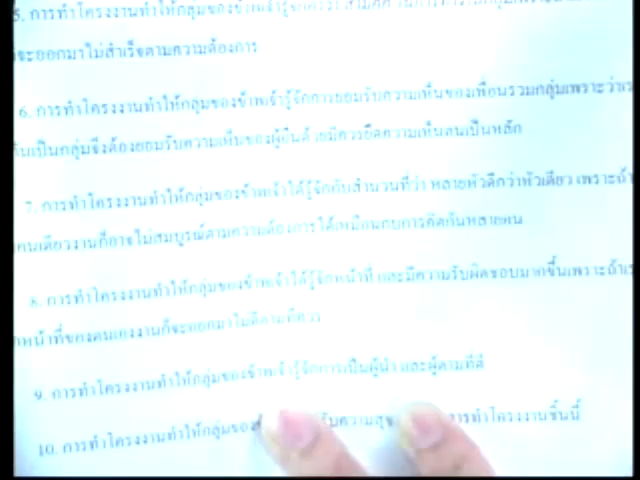 5. การทำโครงงานทำให้กลุ่มของข้าพเจ้ารู้จักคำว่า
จะออกมาไม่สำเร็จตามความต้องการ
6. การทำโครงงานทำให้กลุ่มของข้าพเจ้ารู้จักการยอมรับความเห็นของเพื่อนร่วมกลุ่มเพราะว่าเรา
เป็นกลุ่มจึงต้องยอมรับความเห็นของผู้อื่นด้วยมิควรยึดความเห็นตนเป็นหลัก
7. การทำโครงงานทำให้กลุ่มของข้าพเจ้าได้รู้จักกับสำนวนที่ว่า หลายหัวดีกว่าหัวเดียว เพราะถ้า
คนเดียวงานก็อาจไม่สมบูรณ์ตามความต้องการได้เหมือนกับการคิดกันหลายคน
8. การทำโครงงานทำให้กลุ่มของข้าพเจ้าได้รู้จักหน้าที่ และมีความรับผิดชอบมากขึ้นเพราะถ้าเร
หน้าที่ของตนเองงานก็จะออกมาไม่ดีตามที่ควร
9. การทำโครงงานทำให้กลุ่มของข้าพเจ้ารู้จักการเป็นผู้นำ และผู้ตามที่ดี
10. การทำโครงงานทำให้กลุ่มของ รับความสุข การทำโครงงานชิ้นนี้